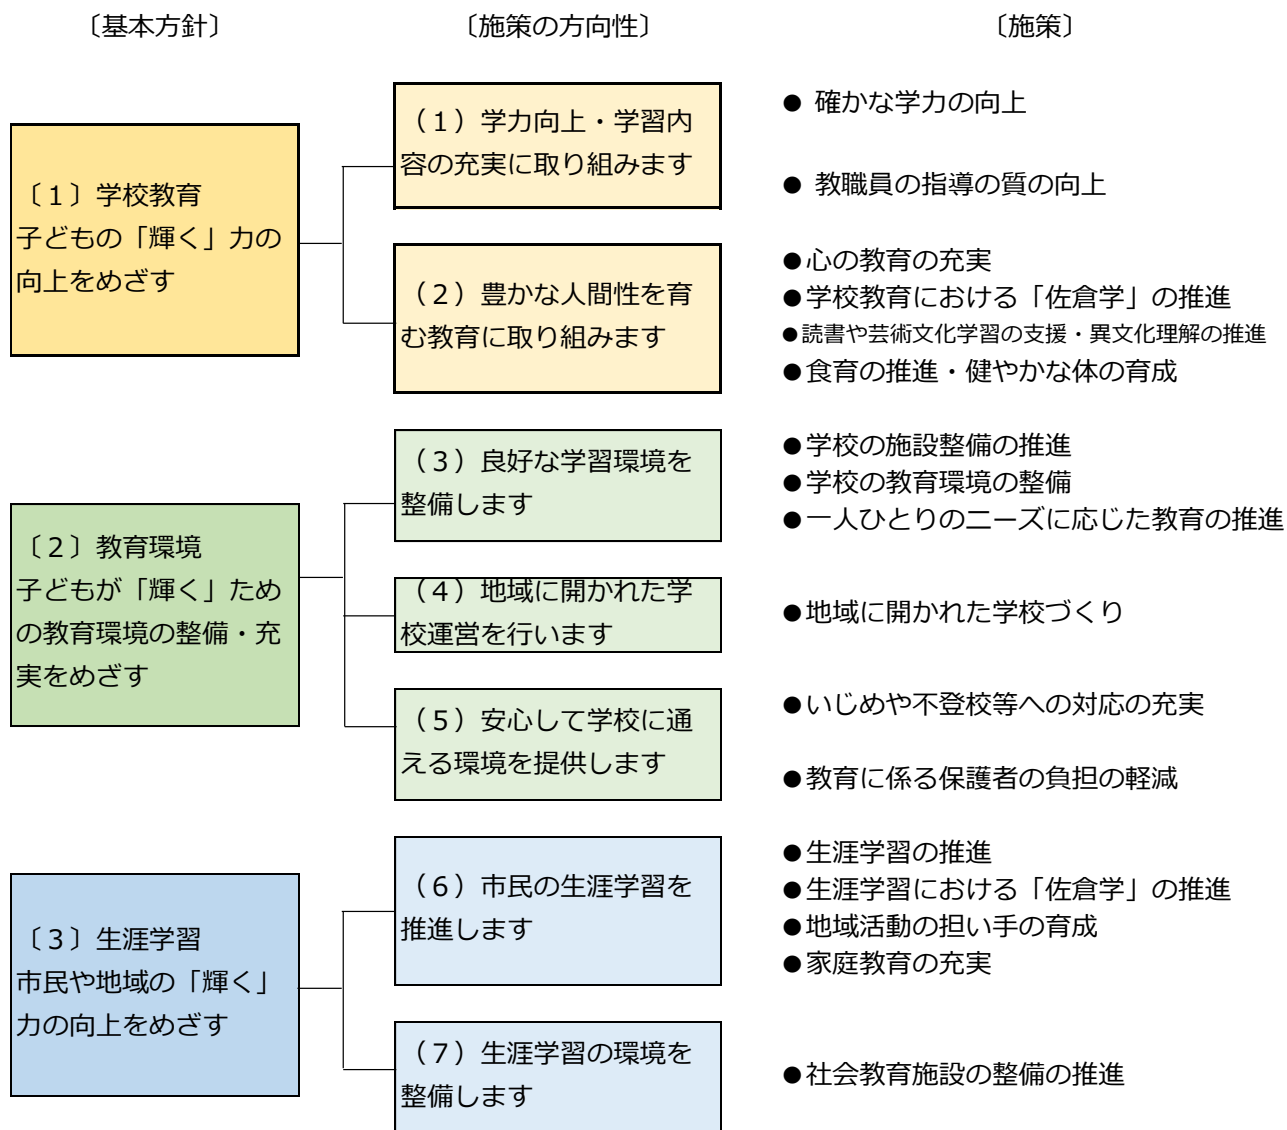 〔基本方針〕
〔施策の方向性〕
〔施策〕
〔１〕学校教育
子どもの「輝く」力の
向上をめざす
（１）学力向上・学習内
容の充実に取り組みます
● 確かな学力の向上
● 教職員の指導の質の向上
（２）豊かな人間性を育
む教育に取り組みます
●心の教育の充実
●学校教育における「佐倉学」の推進
●読書や芸術文化学習の支援・異文化理解の推進
●食育の推進・健やかな体の育成
〔２〕教育環境
子どもが「輝く」ため
の教育環境の整備・充
実をめざす
（３）良好な学習環境を
整備します
●学校の施設整備の推進
●学校の教育環境の整備
●一人ひとりのニーズに応じた教育の推進
（４）地域に開かれた学
校運営を行います
●地域に開かれた学校づくり
（５）安心して学校に通
える環境を提供します
●いじめや不登校等への対応の充実
●教育に係る保護者の負担の軽減
〔３〕生涯学習
市民や地域の「輝く」
力の向上をめざす
（６）市民の生涯学習を
推進します
●生涯学習の推進
●生涯学習における「佐倉学」の推進
●地域活動の担い手の育成
●家庭教育の充実
（７）生涯学習の環境を
整備します
●社会教育施設の整備の推進